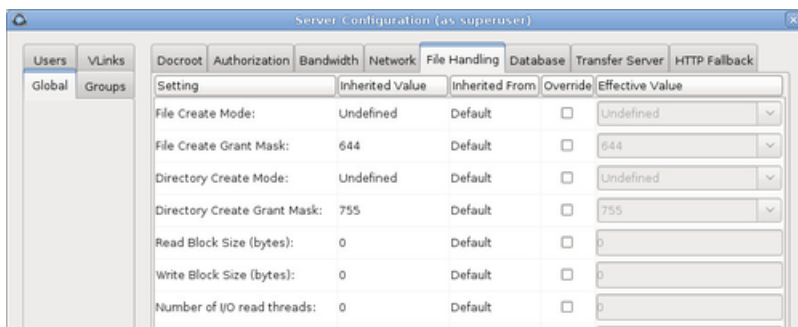 Server Configuration (as superuser)
Users VLinks
Global Groups
Docroot Authorization Bandwidth Network File Handling Database Transfer Server HTTP Fallback
Setting Inherited Value Inherited From Override Effective Value
File Create Mode: Undefined Default Undefined
File Create Grant Mask: 644 Default 644
Directory Create Mode: Undefined Default Undefined
Directory Create Grant Mask: 755 Default 755
Read Block Size (bytes): 0 Default 0
Write Block Size (bytes): 0 Default 0
Number of I/O read threads: 0 Default 0